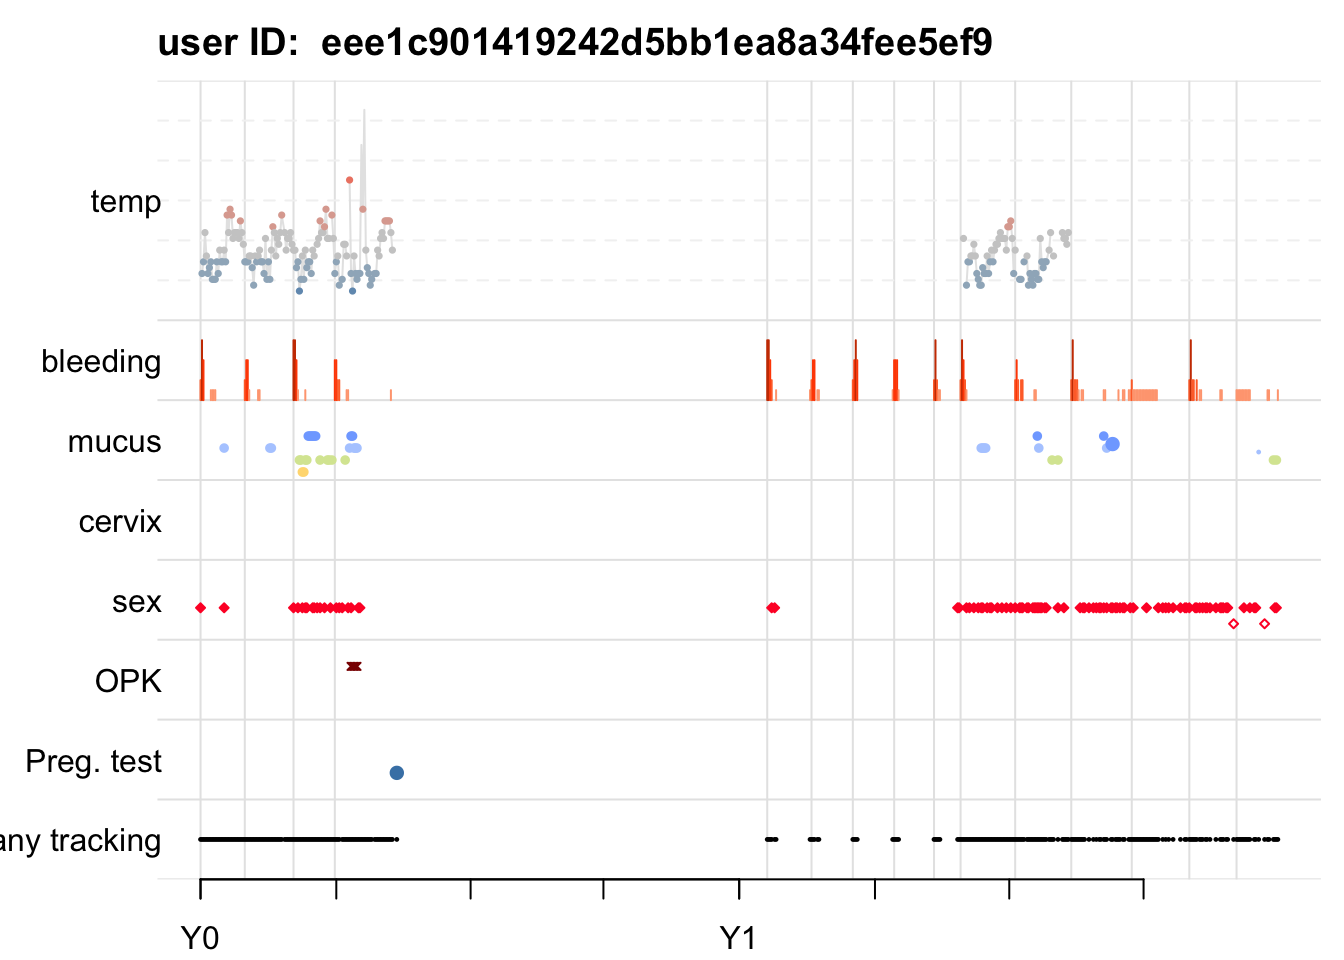 user ID:  eee1c901419242d5bb1ea8a34fee5ef9
temp
bleeding
mucus
cervix
sex
OPK
Preg. test
any tracking
Y0
Y1